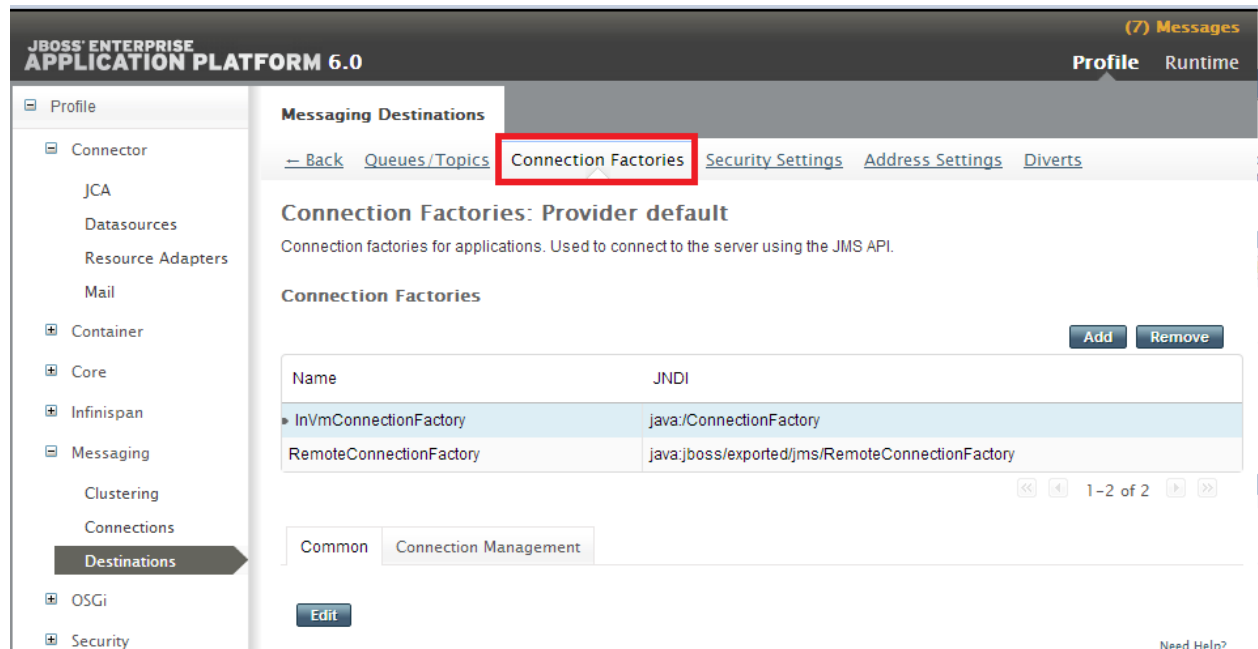 (7) Messages
JBOSS' ENTERPRISE
APPLICATION PLATFORM 6.0
Profile Runtime
Profile
Connector
JCA
Datasources
Resource Adapters
Mail
Container
Core
Infinispan
Messaging
Clustering
Connections
Destinations
OSGi
Security
Messaging Destinations
← Back Queues/Topics Connection Factories Security Settings Address Settings Diverts
Connection Factories: Provider default
Connection factories for applications. Used to connect to the server using the JMS API.
Connection Factories
Add Remove
Name JNDI
InVmConnectionFactory java:/ConnectionFactory
RemoteConnectionFactory java:jboss/exported/jms/RemoteConnectionFactory
1-2 of 2
Common Connection Management
Edit
Need Help?